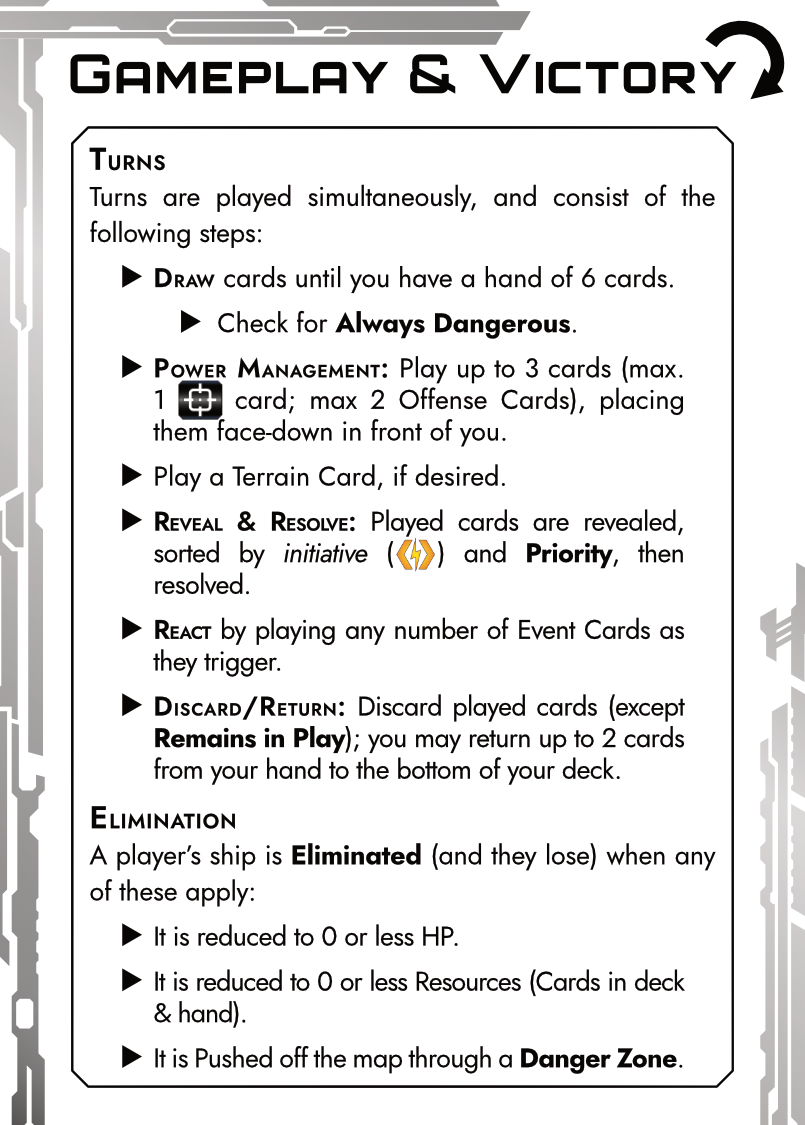 GAMEPLAY & VICTORY
TURNS
Turns are played simultaneously, and consist of the
following steps:
▶ DRAW cards until you have a hand of 6 cards.
▶ Check for Always Dangerous.
▶ POWER MANAGEMENT: Play up to 3 cards (max.
1 card; max 2 Offense Cards), placing
them face-down in front of you.
▶ Play a Terrain Card, if desired.
▶ REVEAL & RESOLVE: Played cards are revealed,
sorted by initiative ( ) and Priority, then
resolved.
▶ REACT by playing any number of Event Cards as
they trigger.
▶ DISCARD/RETURN: Discard played cards (except
Remains in Play); you may return up to 2 cards
from your hand to the bottom of your deck.
ELIMINATION
A player's ship is Eliminated (and they lose) when any
of these apply:
▶ It is reduced to 0 or less HP.
▶ It is reduced to 0 or less Resources (Cards in deck
& hand).
▶ It is Pushed off the map through a Danger Zone.